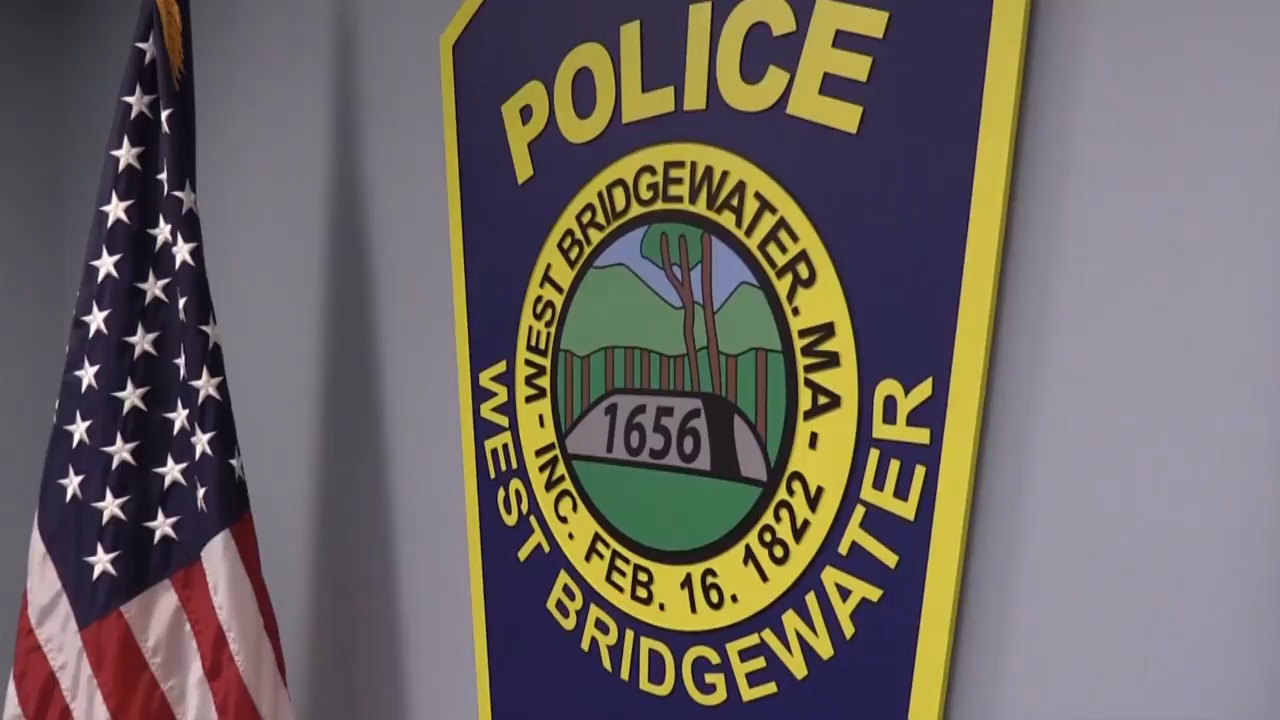 POLICE
- WEST BRIDGEWATER. MA -
1656
INC. FEB. 16. 1822
WEST BRIDGEWATER